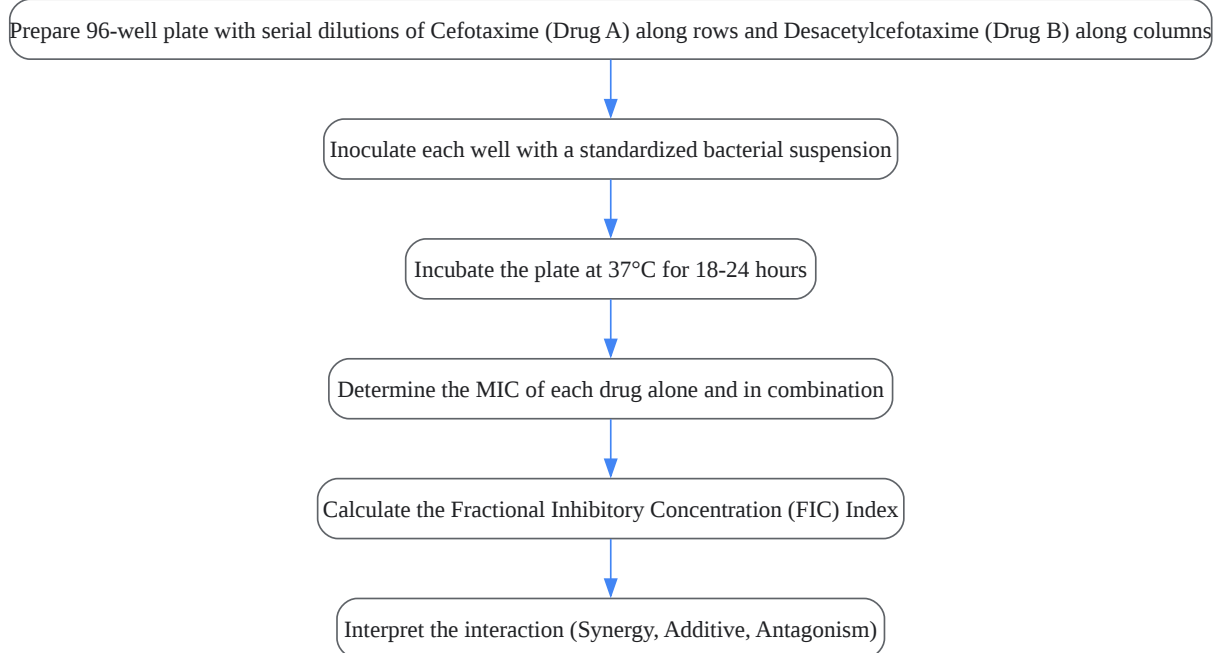 Prepare 96-well plate with serial dilutions of Cefotaxime (Drug A) along rows and Desacetylcefotaxime (Drug B) along columns
Inoculate each well with a standardized bacterial suspension
Incubate the plate at 37°C for 18-24 hours
Determine the MIC of each drug alone and in combination
Calculate the Fractional Inhibitory Concentration (FIC) Index
Interpret the interaction (Synergy, Additive, Antagonism)